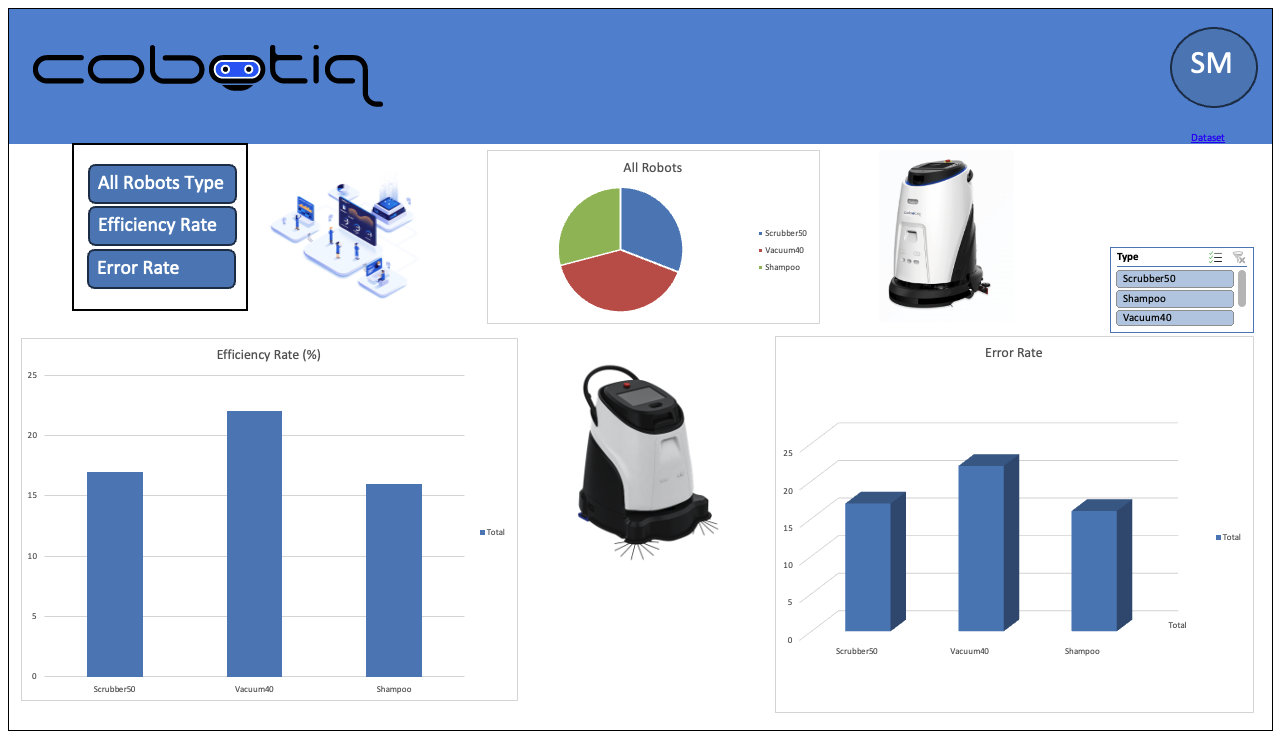 cobotiq
SM
Dataset
All Robots Type
Efficiency Rate
Error Rate
All Robots
Scrubber50
Vacuum40
Shampoo
Type
Scrubber50
Shampoo
Vacuum40
Efficiency Rate (%)
25
20
15
10
5
0
Scrubber50
Vacuum40
Shampoo
Total
Error Rate
25
20
15
10
5
0
Scrubber50
Vacuum40
Shampoo
Total
Total